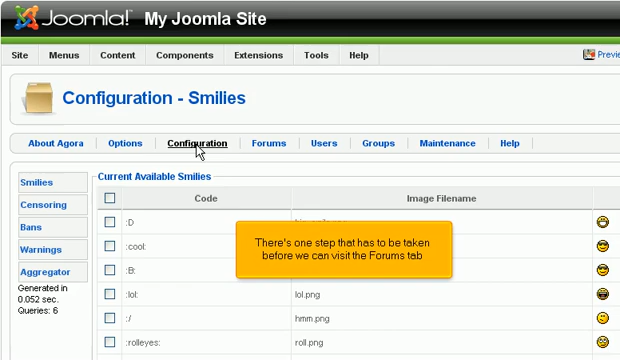 Joomla! My Joomla Site
Site Menus Content Components Extensions Tools Help
Configuration - Smilies
About Agora Options Configuration Forums Users Groups Maintenance Help
Smilies
Censoring
Bans
Warnings
Aggregator
Generated in
0.052 sec.
Queries: 6
Current Available Smilies
Code Image Filename
:D
:cool:
:B:
:lol: lol.png
:/ hmm.png
:rolleyes: roll.png
There's one step that has to be taken
before we can visit the Forums tab